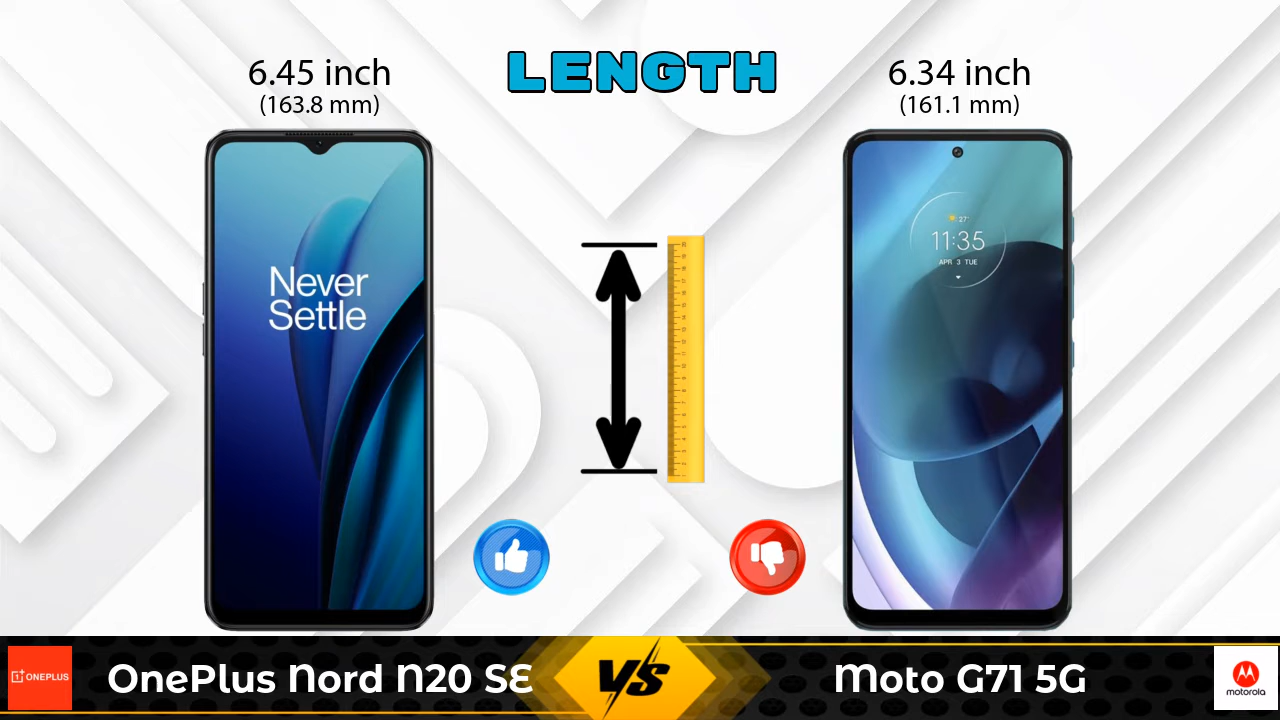 LENGTH
6.45 inch
(163.8 mm)
6.34 inch
(161.1 mm)
Never
Settle
27°
11:35
APR 3 TUE
ONEPLUS
OnePlus Nord N20 SE
VS
Moto G71 5G
motorola